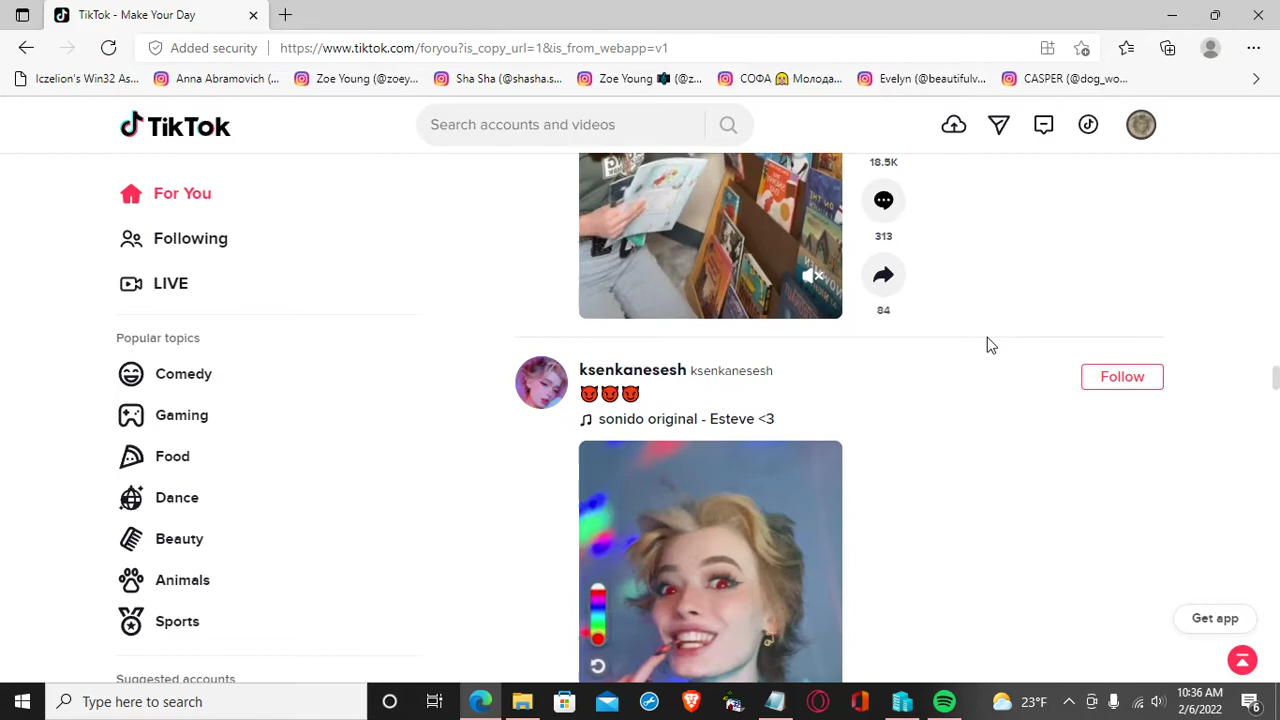 TikTok - Make Your Day
Added security
https://www.tiktok.com/foryou?is_copy_url=1&is_from_webapp=v1
Iczelion's Win32 As...
Anna Abramovich (...
Zoe Young (@zoey...
Sha Sha (@shasha.s...
Zoe Young (@z...
СОФА Молода...
Evelyn (@beautifulv...
CASPER (@dog_wo...
TikTok
Search accounts and videos
18.5K
For You
313
Following
LIVE
84
Popular topics
ksenkanesesh ksenkanesesh
Follow
Comedy
😈😈😈
Gaming
sonido original - Esteve <3
Food
Dance
Beauty
Animals
Sports
Get app
Suggested accounts
Type here to search
23°F
10:36 AM
2/6/2022
6